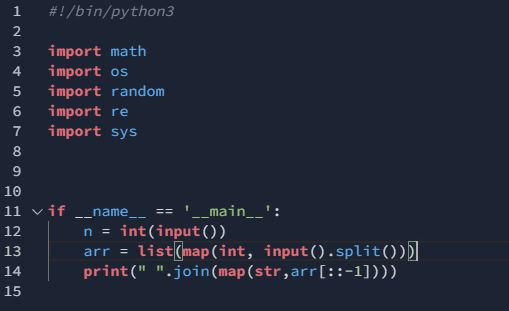 1 #!/bin/python3
2
3 import math
4 import os
5 import random
6 import re
7 import sys
8
9
10
11 if __name__ == '__main__':
12     n = int(input())
13     arr = list(map(int, input().split()))
14     print(" ".join(map(str,arr[::-1])))
15